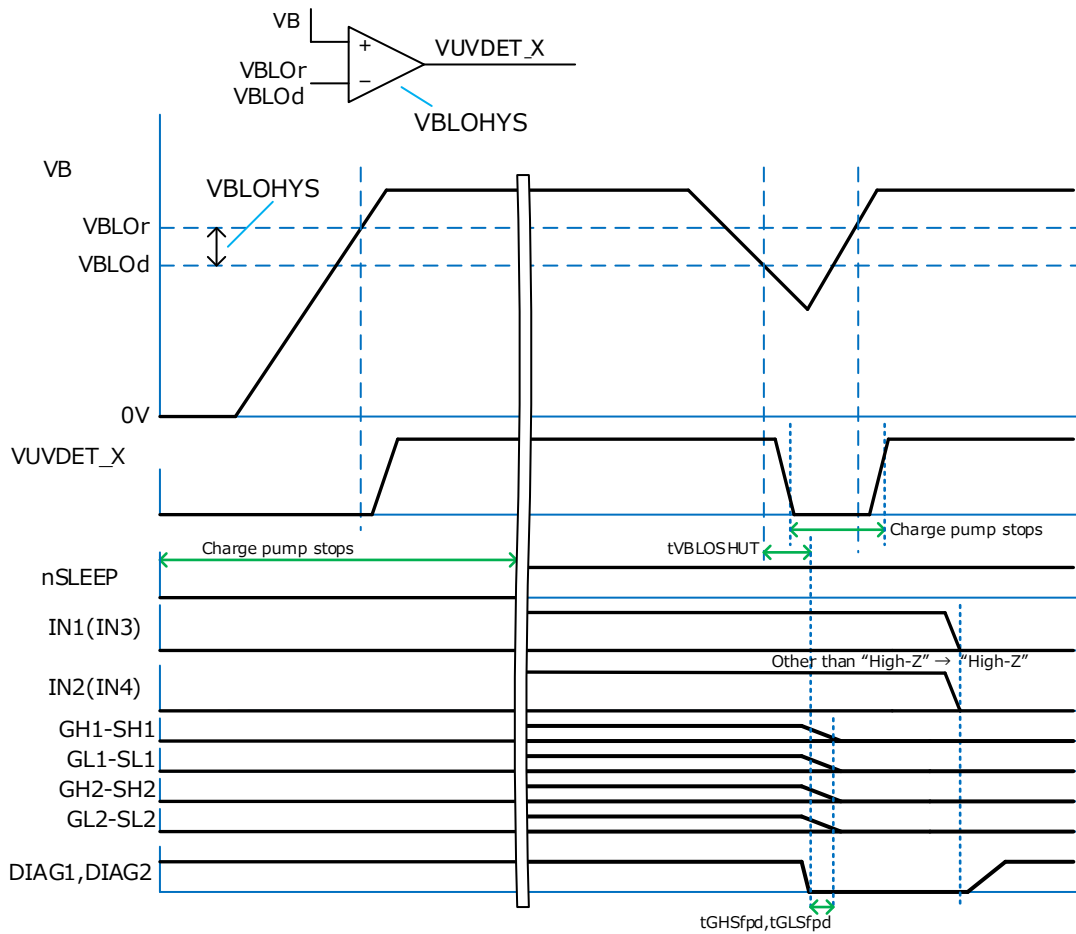 VB
+
VUVDET_X
VBLOr
−
VBLOd
VBLOHYS
VB
VBLOHYS
VBLOr
VBLOd
0V
VUVDET_X
Charge pump stops
Charge pump stops
tVBLOSHUT
nSLEEP
IN1(IN3)
Other than “High-Z” → “High-Z”
IN2(IN4)
GH1-SH1
GL1-SL1
GH2-SH2
GL2-SL2
DIAG1,DIAG2
tGHSfpd,tGLSfpd